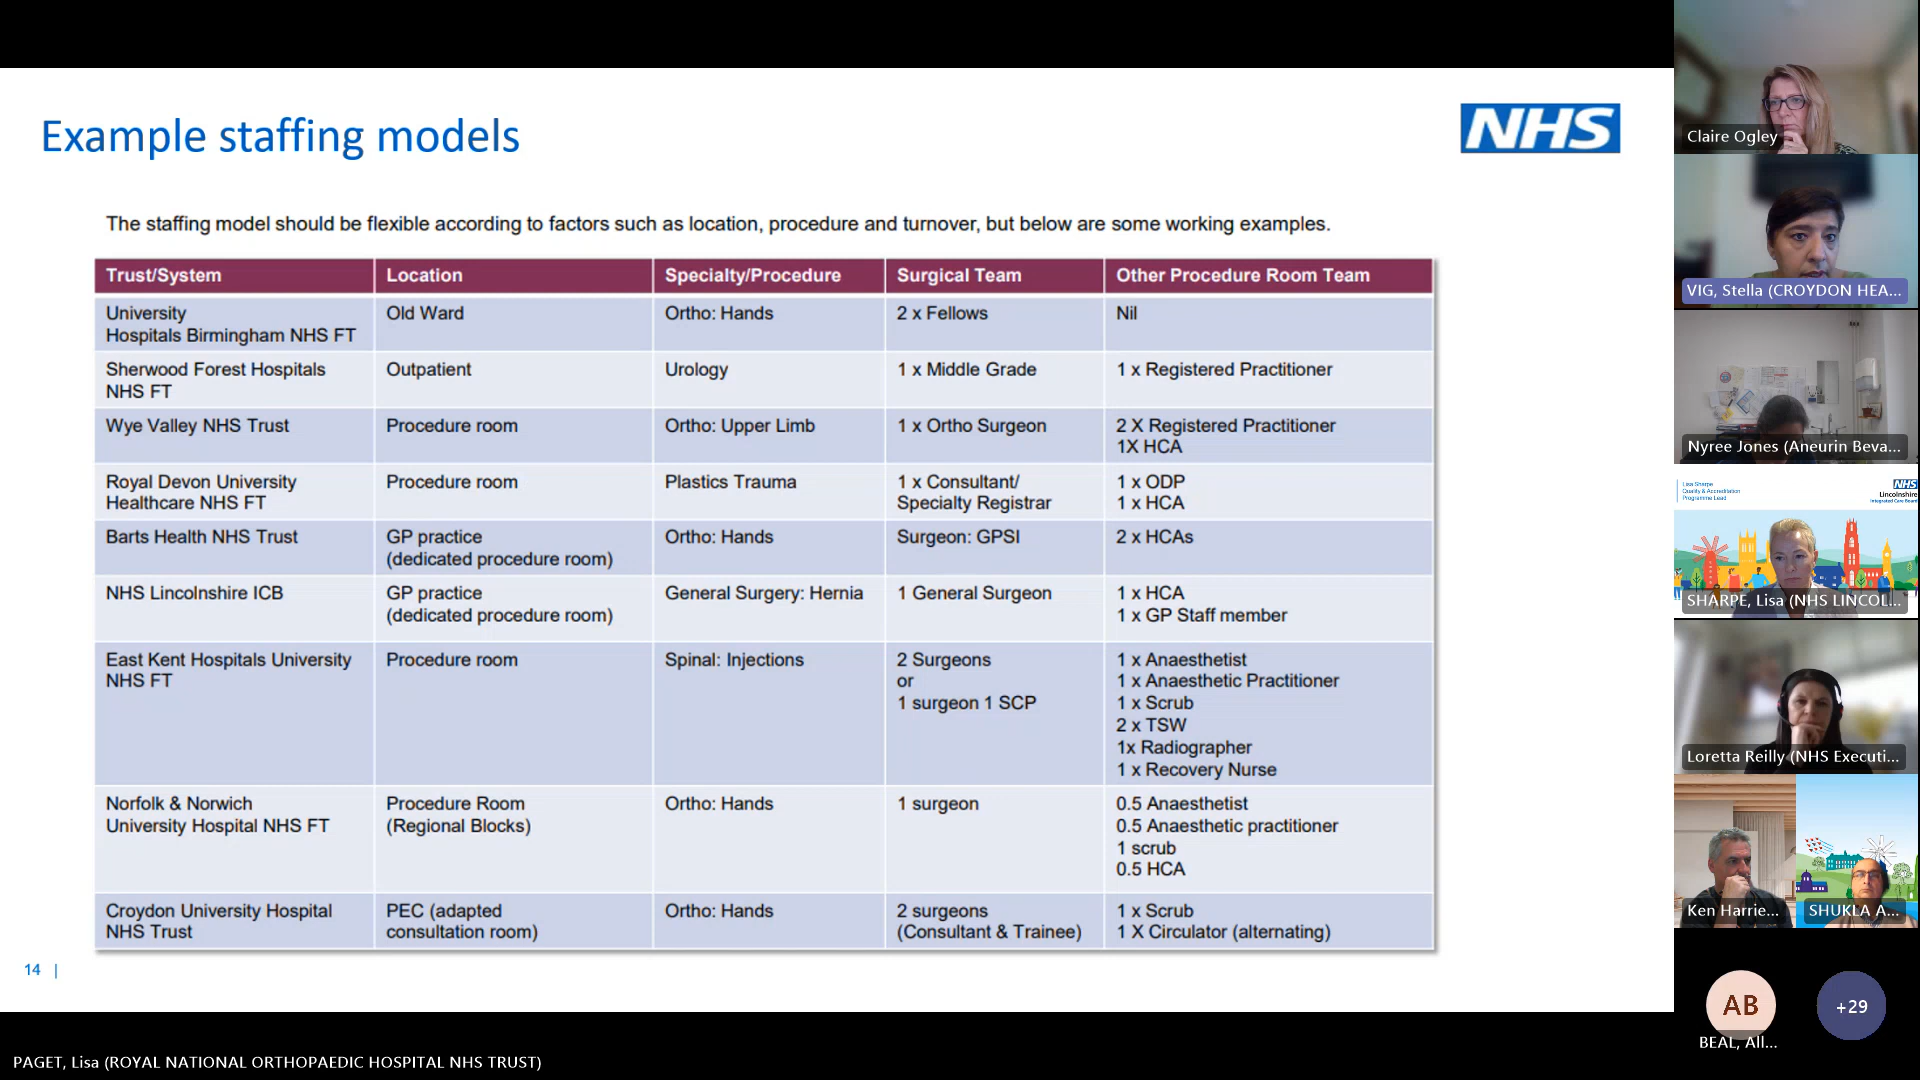 Example staffing models
NHS
The staffing model should be flexible according to factors such as location, procedure and turnover, but below are some working examples.
Trust/System Location Specialty/Procedure Surgical Team Other Procedure Room Team
University Old Ward Ortho: Hands 2 x Fellows Nil
Hospitals Birmingham NHS FT
Sherwood Forest Hospitals Outpatient Urology 1 x Middle Grade 1 x Registered Practitioner
NHS FT
Wye Valley NHS Trust Procedure room Ortho: Upper Limb 1 x Ortho Surgeon 2 X Registered Practitioner
1X HCA
Royal Devon University Procedure room Plastics Trauma 1 x Consultant/ 1 x ODP
Healthcare NHS FT Specialty Registrar 1 x HCA
Barts Health NHS Trust GP practice Ortho: Hands Surgeon: GPSI 2 x HCAs
(dedicated procedure room)
NHS Lincolnshire ICB GP practice General Surgery: Hernia 1 General Surgeon 1 x HCA
(dedicated procedure room) 1 x GP Staff member
East Kent Hospitals University Procedure room Spinal: Injections 2 Surgeons 1 x Anaesthetist
NHS FT or 1 x Anaesthetic Practitioner
1 surgeon 1 SCP 1 x Scrub
2 x TSW
1x Radiographer
1 x Recovery Nurse
Norfolk & Norwich Procedure Room Ortho: Hands 1 surgeon 0.5 Anaesthetist
University Hospital NHS FT (Regional Blocks) 0.5 Anaesthetic practitioner
1 scrub
0.5 HCA
Croydon University Hospital PEC (adapted Ortho: Hands 2 surgeons 1 x Scrub
NHS Trust consultation room) (Consultant & Trainee) 1 X Circulator (alternating)
14 |
PAGET, Lisa (ROYAL NATIONAL ORTHOPAEDIC HOSPITAL NHS TRUST)
Claire Ogley
VIG, Stella (CROYDON HEA...
Nyree Jones (Aneurin Beva...
Lisa Sharpe
Quality & Accreditation
Programme Lead
NHS
Lincolnshire
Integrated Care Board
SHARPE, Lisa (NHS LINCOL...
Loretta Reilly (NHS Executi...
Ken Harrie...
SHUKLA A...
AB
+29
BEAL, All...